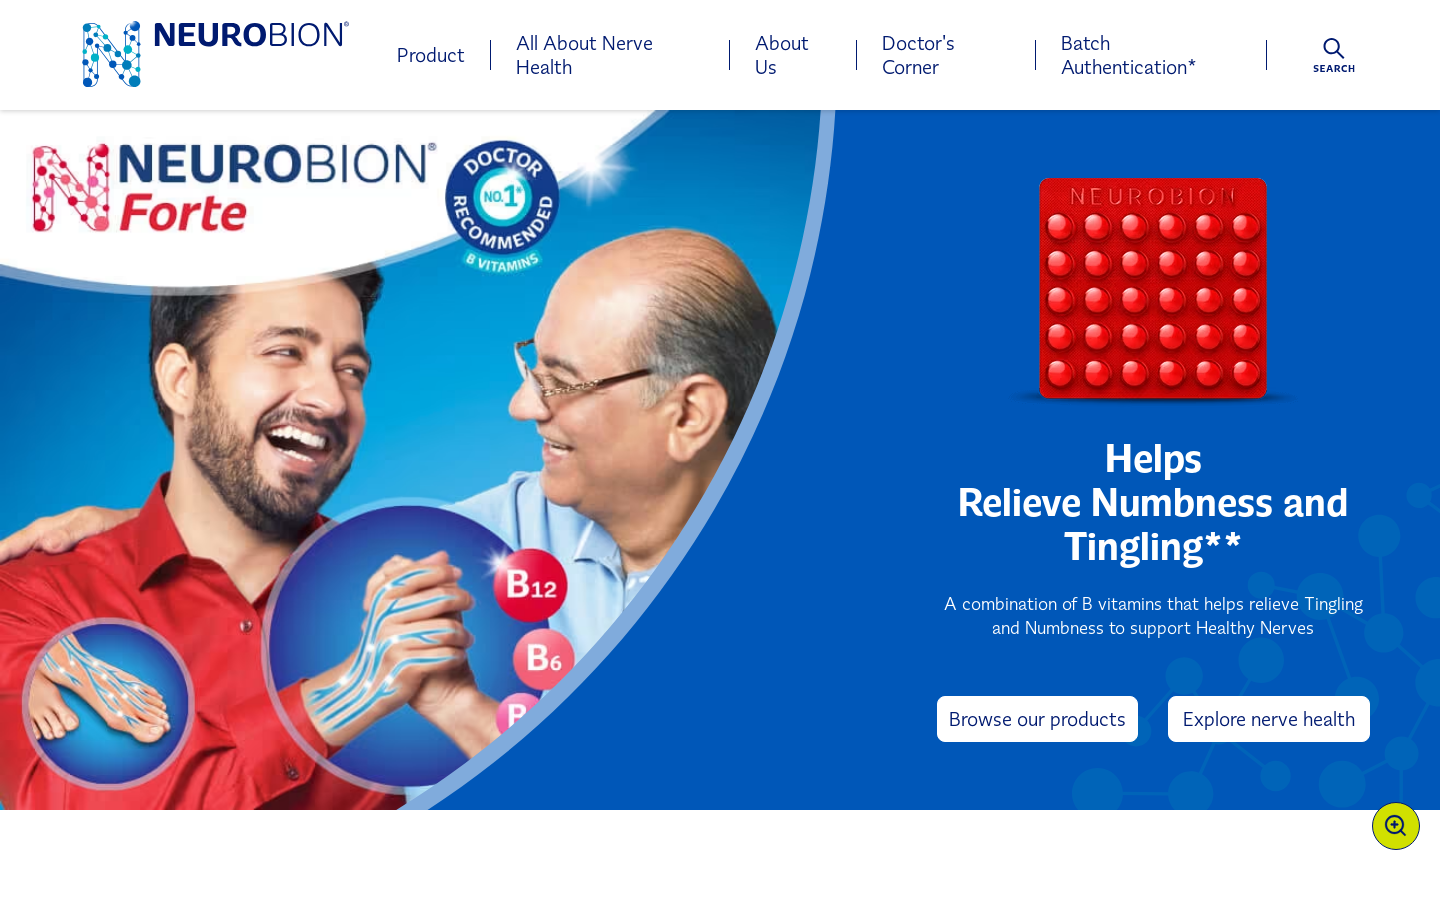 NEUROBION®
Product
All About Nerve
Health
About
Us
Doctor's
Corner
Batch
Authentication*
SEARCH
NEUROBION®
Forte
DOCTOR
NO.1*
RECOMMENDED
B VITAMINS
NEUROBION
B12
B6
Helps
Relieve Numbness and
Tingling**
A combination of B vitamins that helps relieve Tingling
and Numbness to support Healthy Nerves
Browse our products
Explore nerve health